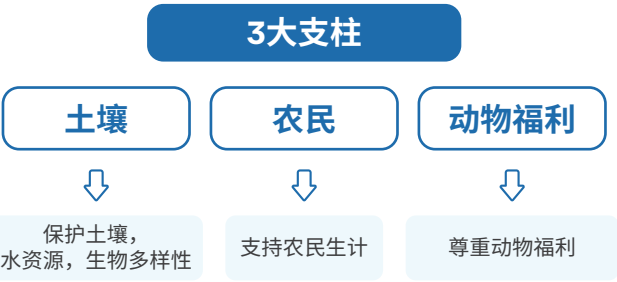 3大支柱
土壤
农民
动物福利
保护土壤，
水资源，生物多样性
支持农民生计
尊重动物福利